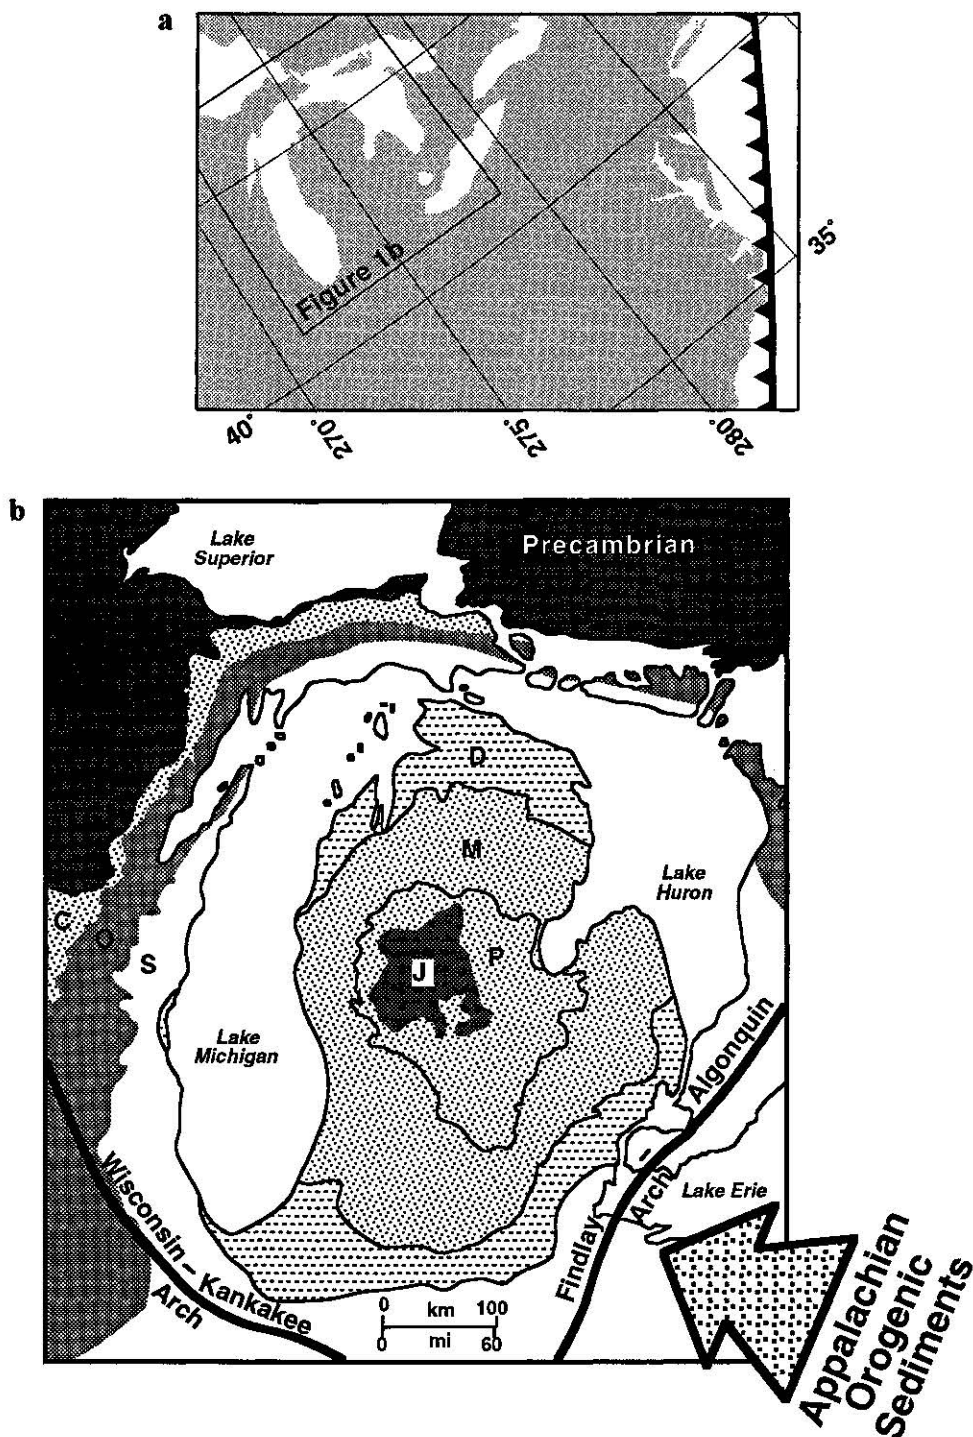 a
Figure 1b
35°
40°
270°
275°
280°
b
Lake
Superior
Precambrian
D
M
Lake
Huron
C
O
S
P
J
Lake
Michigan
Algonquin
Wisconsin – Kankakee
Arch
Findlay
Arch
Lake Erie
0 km 100
0 mi 60
Appalachian
Orogenic
Sediments